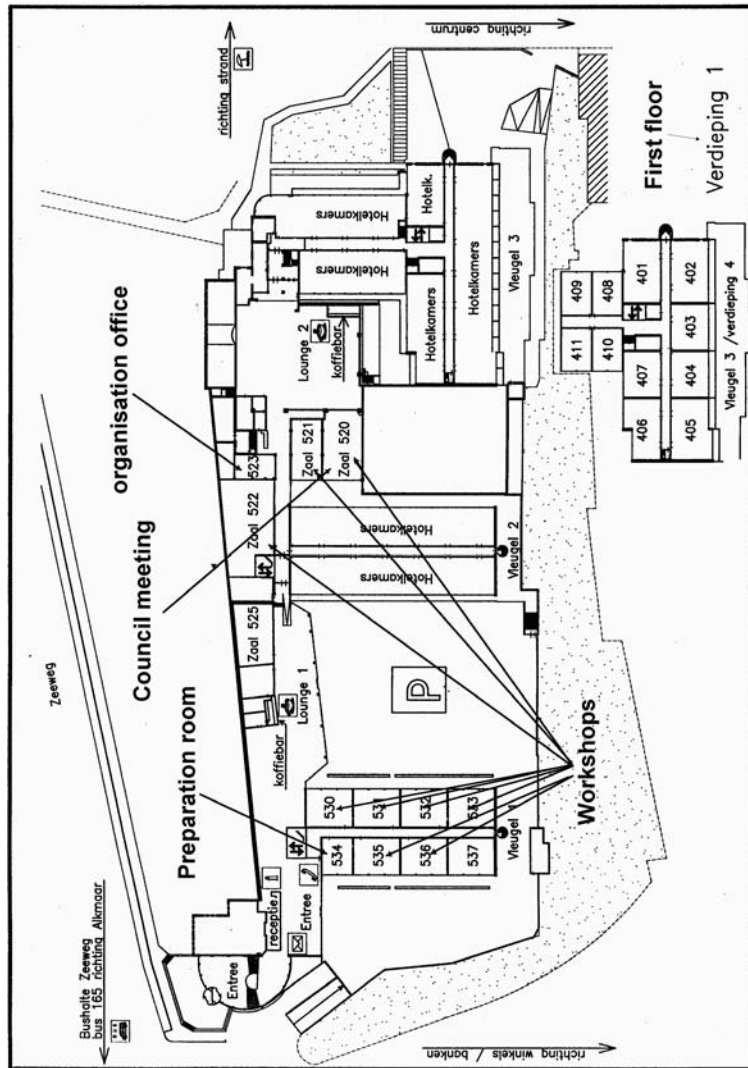 Bushalte Zeeweg
bus 165 richting Alkmaar
BUS
Zeeweg
richting strand
richting centrum
richting winkels / banken
Preparation room
Council meeting
organisation office
Workshops
First floor
Verdieping 1
Entree
receptie
Entree
koffiebar
Lounge 1
Zaal 525
Zaal 522
523
Zaal 521
Zaal 520
Lounge 2
koffiebar
Hotelkamers
Hotelkamers
Hotelk.
Hotelkamers
Hotelkamers
Vleugel 3
Hotelkamers
Hotelkamers
Vleugel 2
P
530
531
532
533
534
535
536
537
Vleugel 1
409
408
411
410
401
402
403
407
404
406
405
Vleugel 3 /verdieping 4